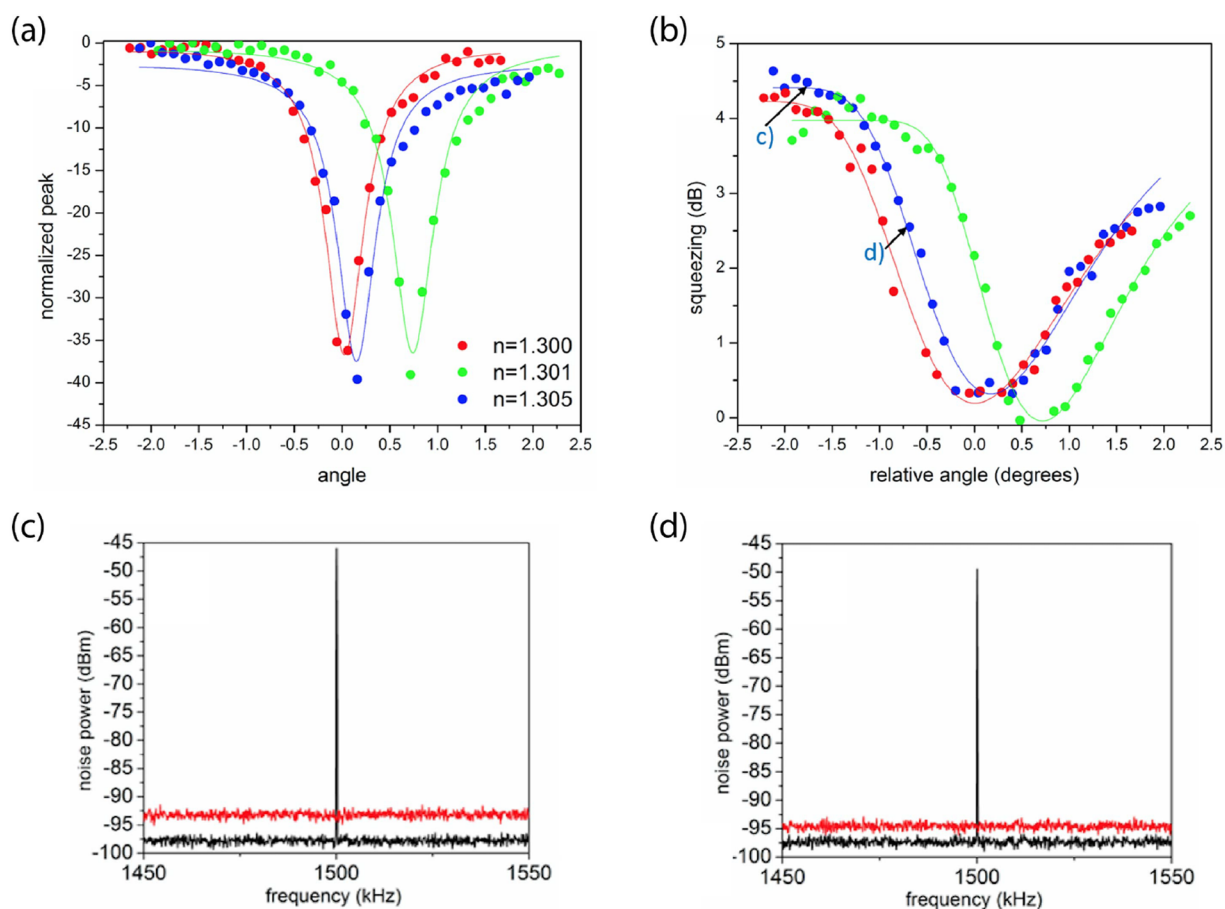 (a)
0
-5
-10
-15
-20
-25
-30
-35
-40
-45
normalized peak
n=1.300
n=1.301
n=1.305
-2.5 -2.0 -1.5 -1.0 -0.5 0.0 0.5 1.0 1.5 2.0 2.5
angle
(b)
5
4
3
2
1
0
squeezing (dB)
c)
d)
-2.5 -2.0 -1.5 -1.0 -0.5 0.0 0.5 1.0 1.5 2.0 2.5
relative angle (degrees)
(c)
-45
-50
-55
-60
-65
-70
-75
-80
-85
-90
-95
-100
noise power (dBm)
1450 1500 1550
frequency (kHz)
(d)
-45
-50
-55
-60
-65
-70
-75
-80
-85
-90
-95
-100
noise power (dBm)
1450 1500 1550
frequency (kHz)